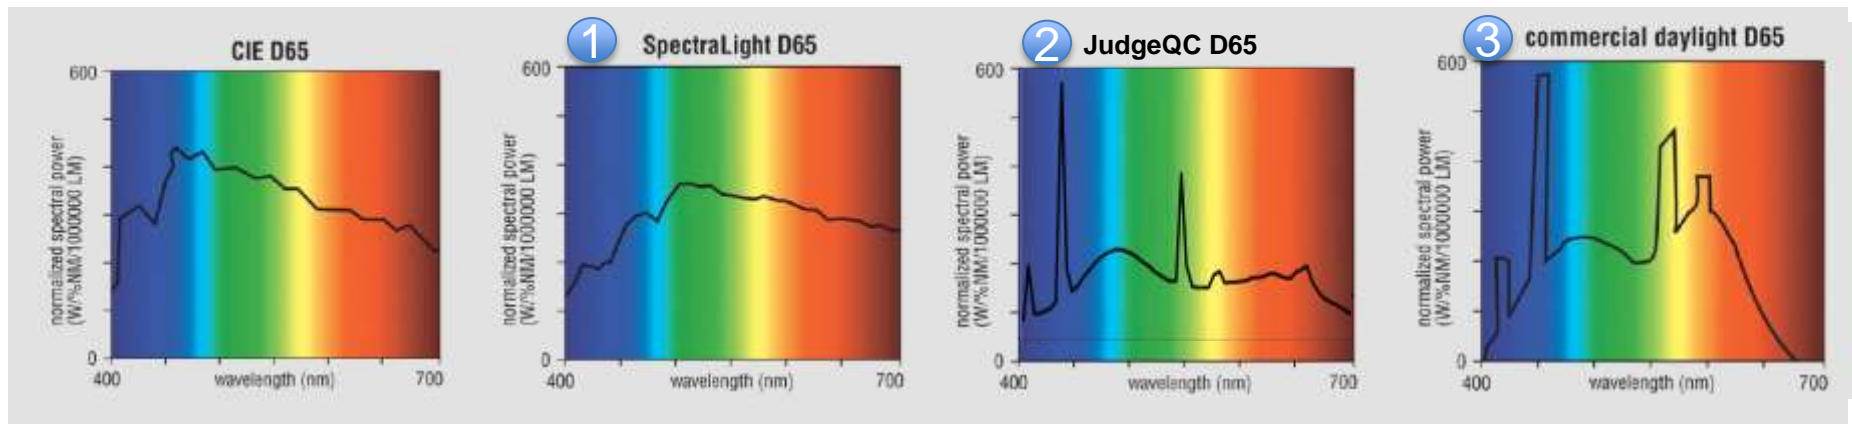 CIE D65
600
normalized spectral power
(W/%NM/1000000 LM)
0
400
wavelength (nm)
700
1
SpectraLight D65
600
normalized spectral power
(W/%NM/1000000 LM)
0
400
wavelength (nm)
700
2
JudgeQC D65
600
normalized spectral power
(W/%NM/1000000 LM)
0
400
wavelength (nm)
700
3
commercial daylight D65
600
normalized spectral power
(W/%NM/1000000 LM)
0
400
wavelength (nm)
700